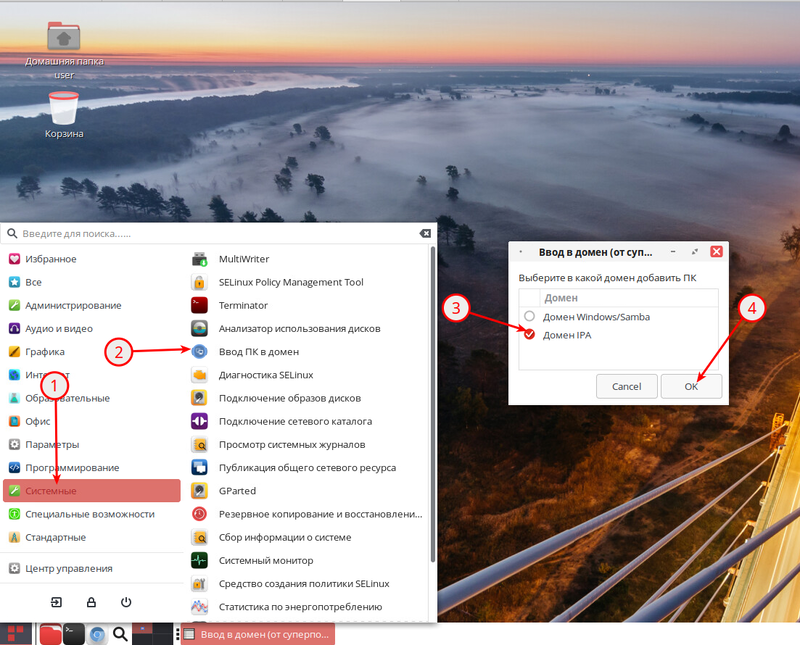 Домашняя папка
user
Корзина
Введите для поиска......
Избранное
Все
Администрирование
Аудио и видео
Графика
Образовательные
Офис
Параметры
Программирование
Системные
Специальные возможности
Стандартные
Центр управления
MultiWriter
SELinux Policy Management Tool
Terminator
Анализатор использования дисков
Ввод ПК в домен
Диагностика SELinux
Подключение образов дисков
Подключение сетевого каталога
Просмотр системных журналов
Публикация общего сетевого ресурса
GParted
Резервное копирование и восстановлени...
Сбор информации о системе
Системный монитор
Средство создания политики SELinux
Статистика по энергопотреблению
1
2
3
4
Ввод в домен (от суп...
Выберите в какой домен добавить ПК
Домен
Домен Windows/Samba
Домен IPA
Cancel
OK
Ввод в домен (от суперпо...